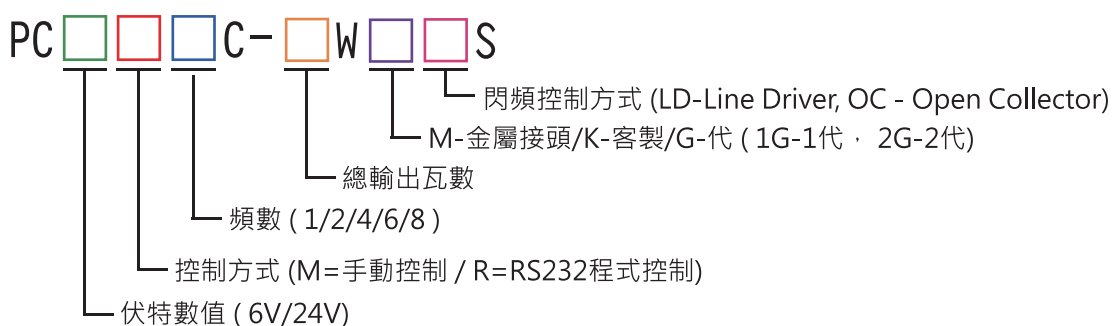 PC□□□C-□W□□S
閃頻控制方式 (LD-Line Driver, OC - Open Collector)
M-金屬接頭/K-客製/G-代 ( 1G-1代， 2G-2代)
總輸出瓦數
頻數 ( 1/2/4/6/8 )
控制方式 (M=手動控制 / R=RS232程式控制)
伏特數值 ( 6V/24V)